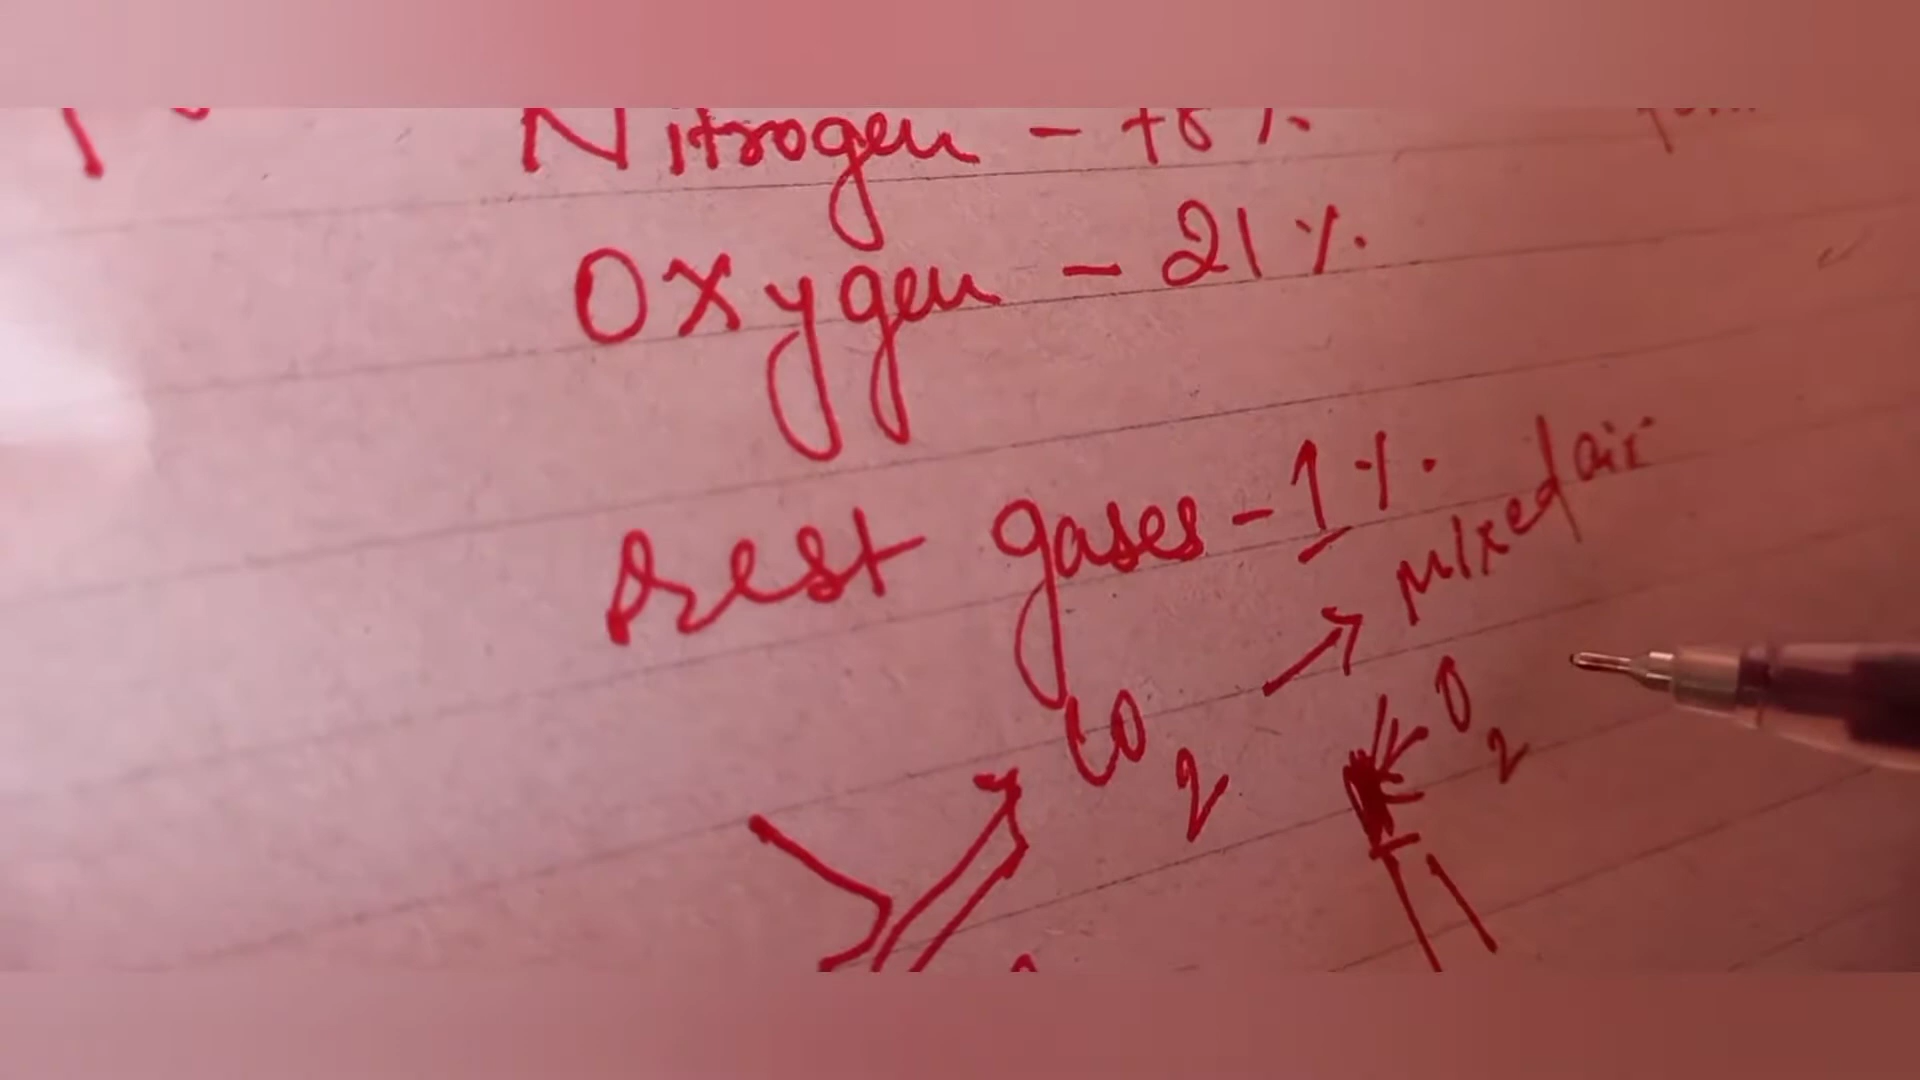 Nitrogen - 78%
Oxygen - 21%
rest gases - 1%
mixed air
CO2
O2